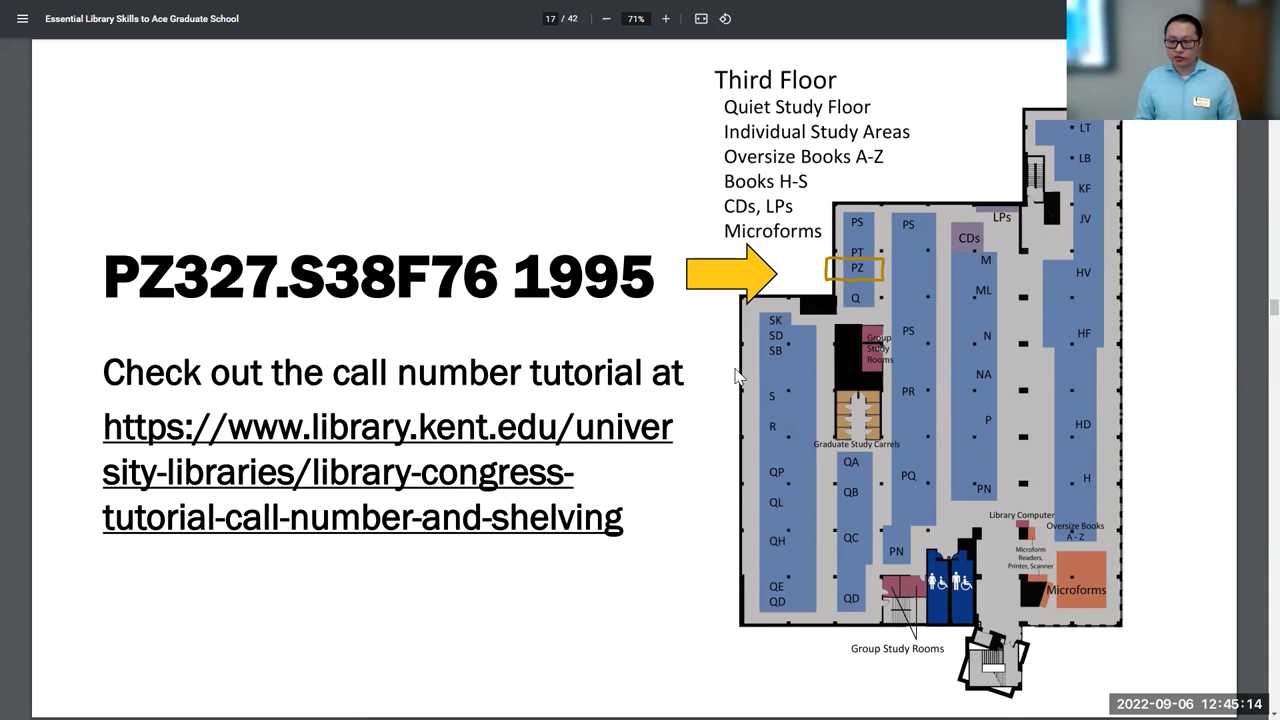 Essential Library Skills to Ace Graduate School
17 / 42
71%
Third Floor
Quiet Study Floor
Individual Study Areas
Oversize Books A-Z
Books H-S
CDs, LPs
Microforms
PZ327.S38F76 1995
Check out the call number tutorial at
https://www.library.kent.edu/univer
sity-libraries/library-congress-
tutorial-call-number-and-shelving
LT
LB
KF
JV
HV
HF
HD
H
Oversize Books
A - Z
LPs
CDs
M
ML
N
NA
P
PN
PS
PS
PR
PQ
PN
PS
PT
PZ
Q
Group
Study
Rooms
Graduate Study Carrels
QA
QB
QC
QD
SK
SD
SB
S
R
QP
QL
QH
QE
QD
Library Computer
Microform
Readers,
Printer, Scanner
Microforms
Group Study Rooms
2022-09-06 12:45:14